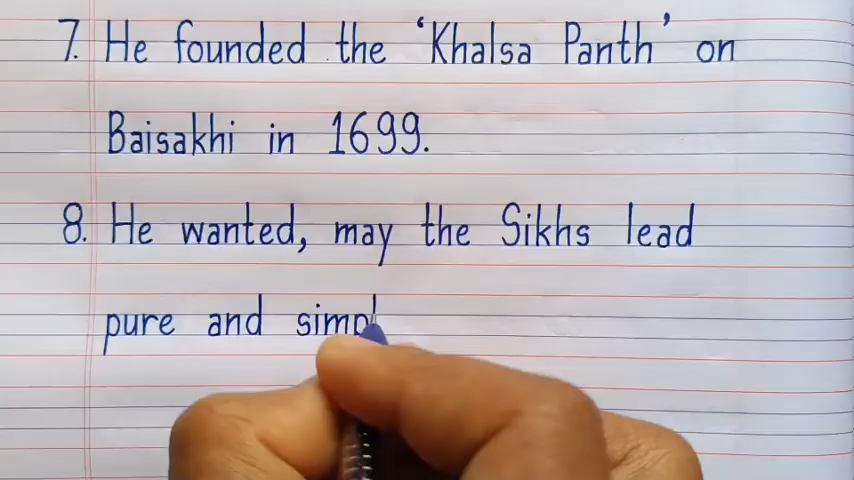 7. He founded the ‘Khalsa Panth’ on
Baisakhi in 1699.
8. He wanted, may the Sikhs lead
pure and simpl